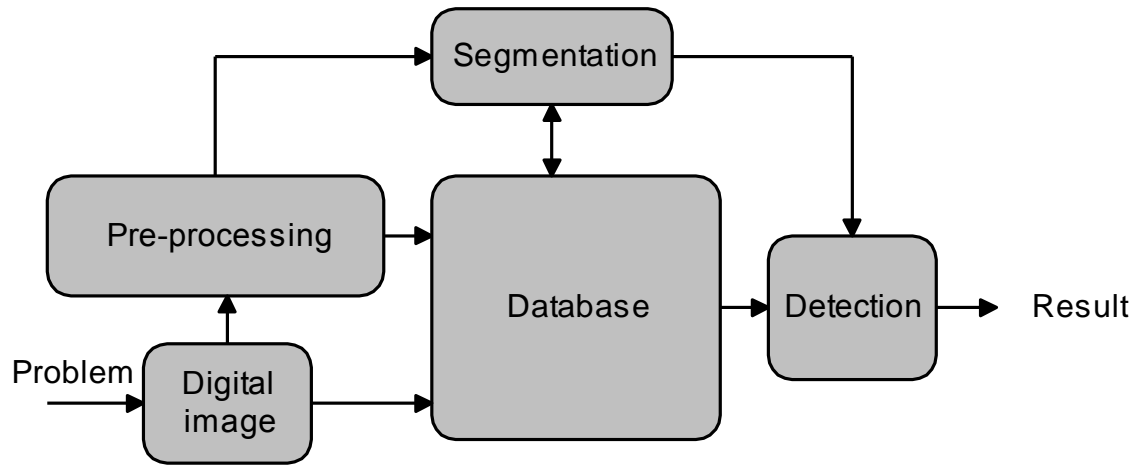 Segmentation
Pre-processing
Database
Detection
Result
Problem
Digital
image